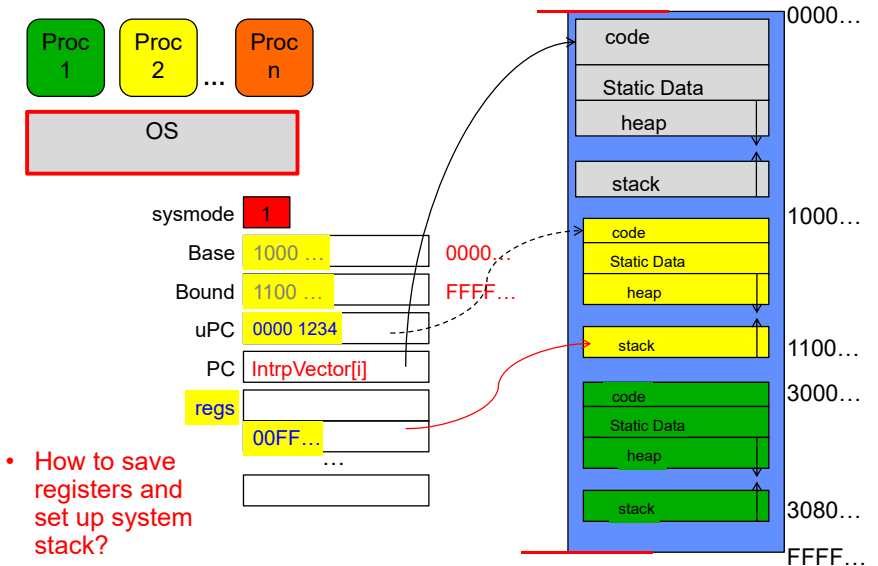 Proc
1
Proc
2
...
Proc
n
OS
sysmode
1
Base
1000 ...
0000...
Bound
1100 ...
FFFF...
uPC
0000 1234
PC
IntrpVector[i]
regs
00FF...
...
• How to save
registers and
set up system
stack?
0000...
code
Static Data
heap
stack
1000...
code
Static Data
heap
stack
1100...
3000...
code
Static Data
heap
stack
3080...
FFFF...